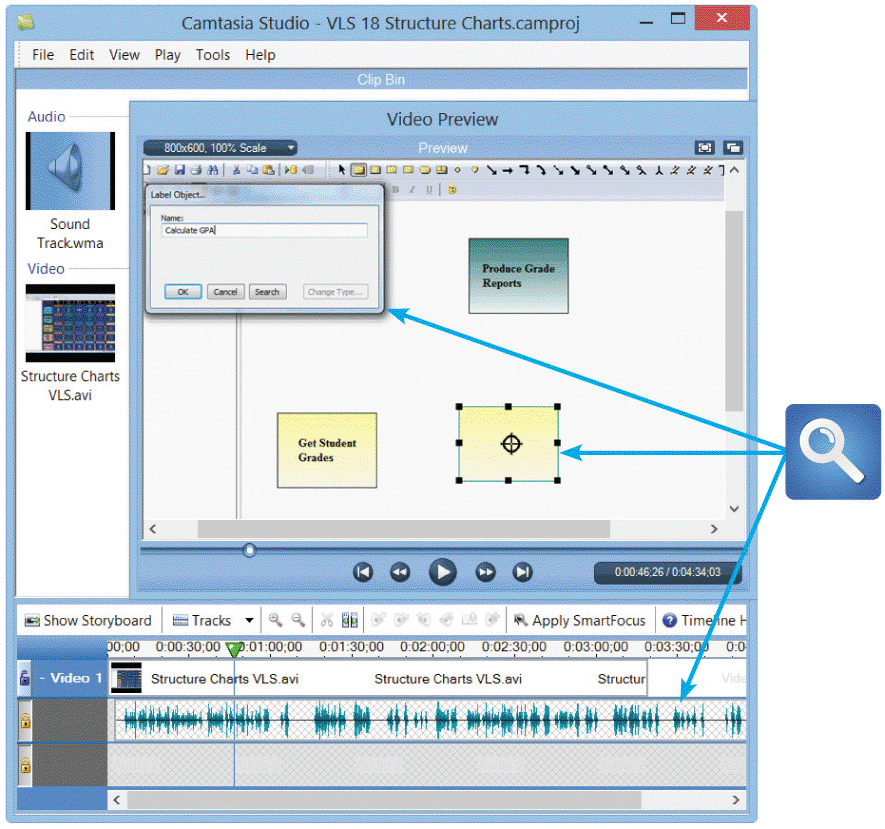 Camtasia Studio - VLS 18 Structure Charts.camproj
File Edit View Play Tools Help
Clip Bin
Audio
Sound
Track.wma
Video
Structure Charts
VLS.avi
Video Preview
800x600, 100% Scale
Preview
B I U
Label Object...
Name:
Calculate GPA
OK Cancel Search Change Type...
Produce Grade
Reports
Get Student
Grades
0:00:46;26 / 0:04:34;03
Show Storyboard Tracks Apply SmartFocus Timeline H
00;00 0:00:30;00 0:01:00;00 0:01:30;00 0:02:00;00 0:02:30;00 0:03:00;00 0:03:30;00 0:0
- Video 1 Structure Charts VLS.avi Structure Charts VLS.avi Structur Vide